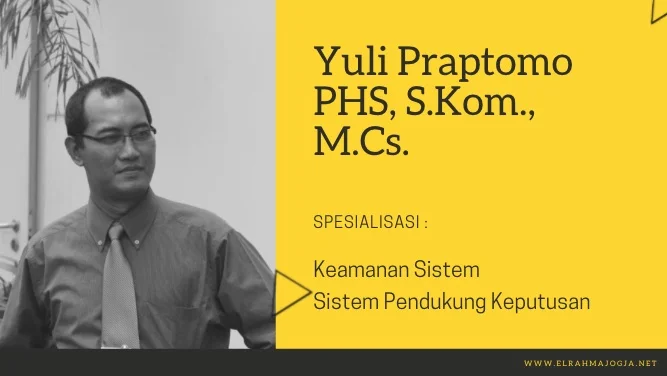 Yuli Praptomo
PHS, S.Kom.,
M.Cs.
SPESIALISASI :
Keamanan Sistem
Sistem Pendukung Keputusan
WWW.ELRAHMAJOGJA.NET